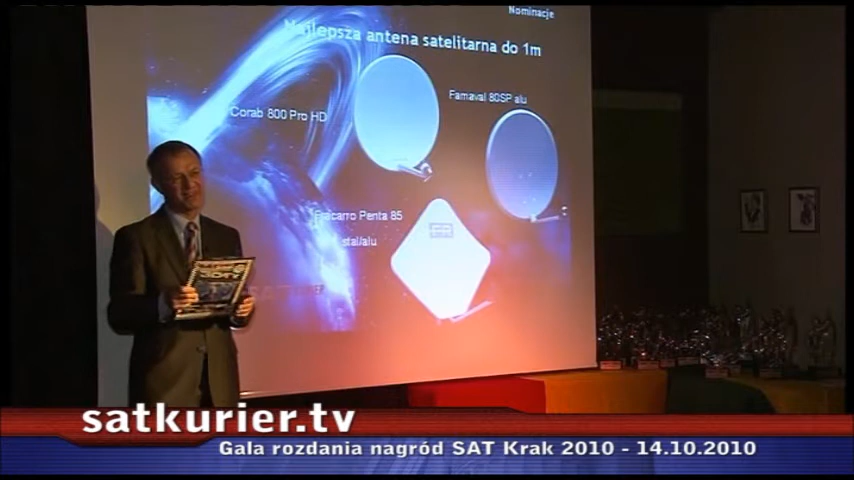 Nominacje
Najlepsza antena satelitarna do 1m
Famaval 80SP alu
Corab 800 Pro HD
Fracarro Penta 85
stal/alu
satkurier.tv
Gala rozdania nagród SAT Krak 2010 - 14.10.2010